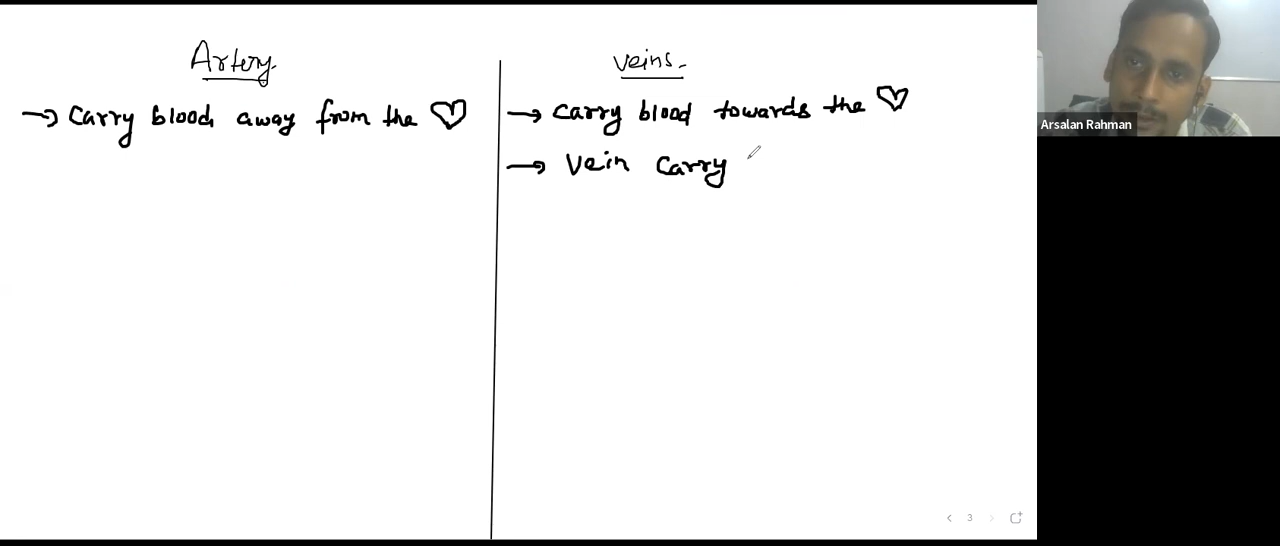 Artery.
→ Carry blood away from the ♡
Veins.
→ Carry blood towards the ♡
→ Vein Carry
Arsalan Rahman
3